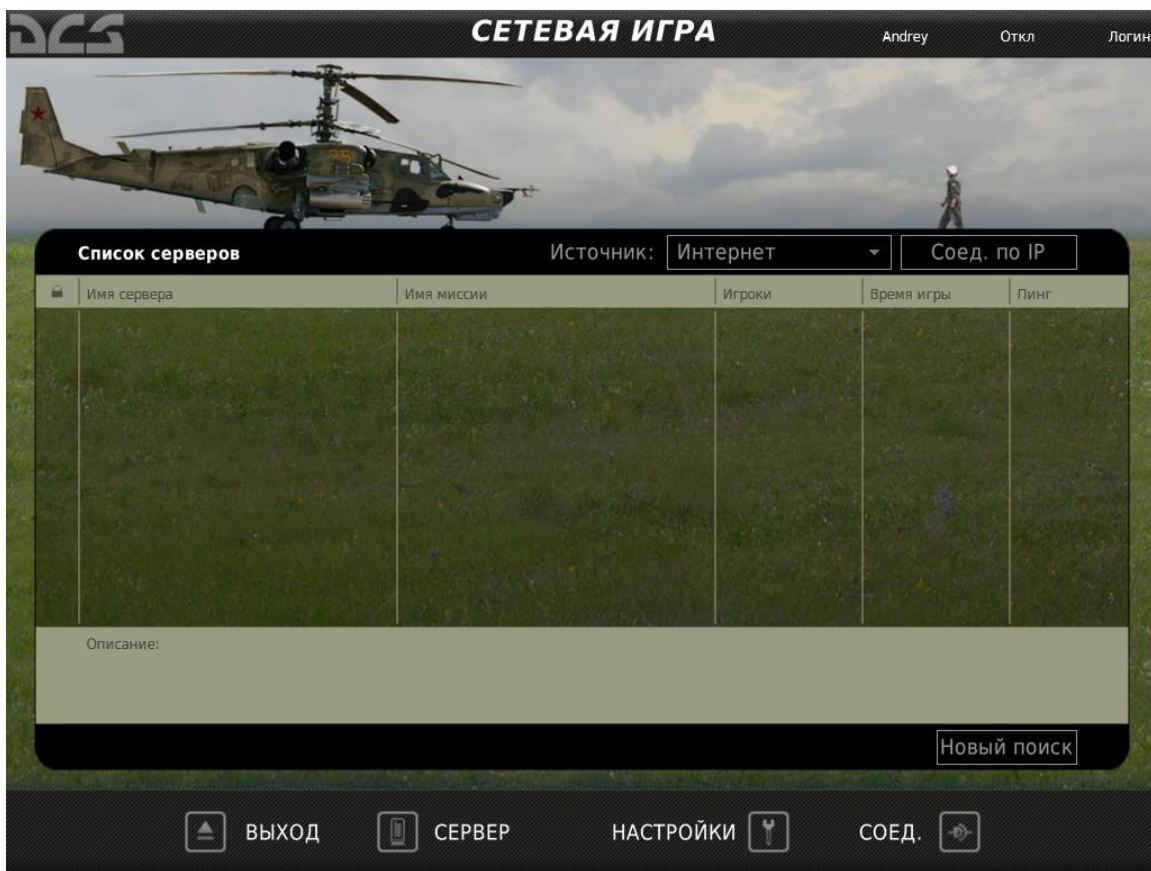 DCS
СЕТЕВАЯ ИГРА
Andrey Откл Логин
Список серверов Источник: Интернет Соед. по IP
Имя сервера Имя миссии Игроки Время игры Пинг
Описание:
Новый поиск
ВЫХОД СЕРВЕР НАСТРОЙКИ СОЕД.